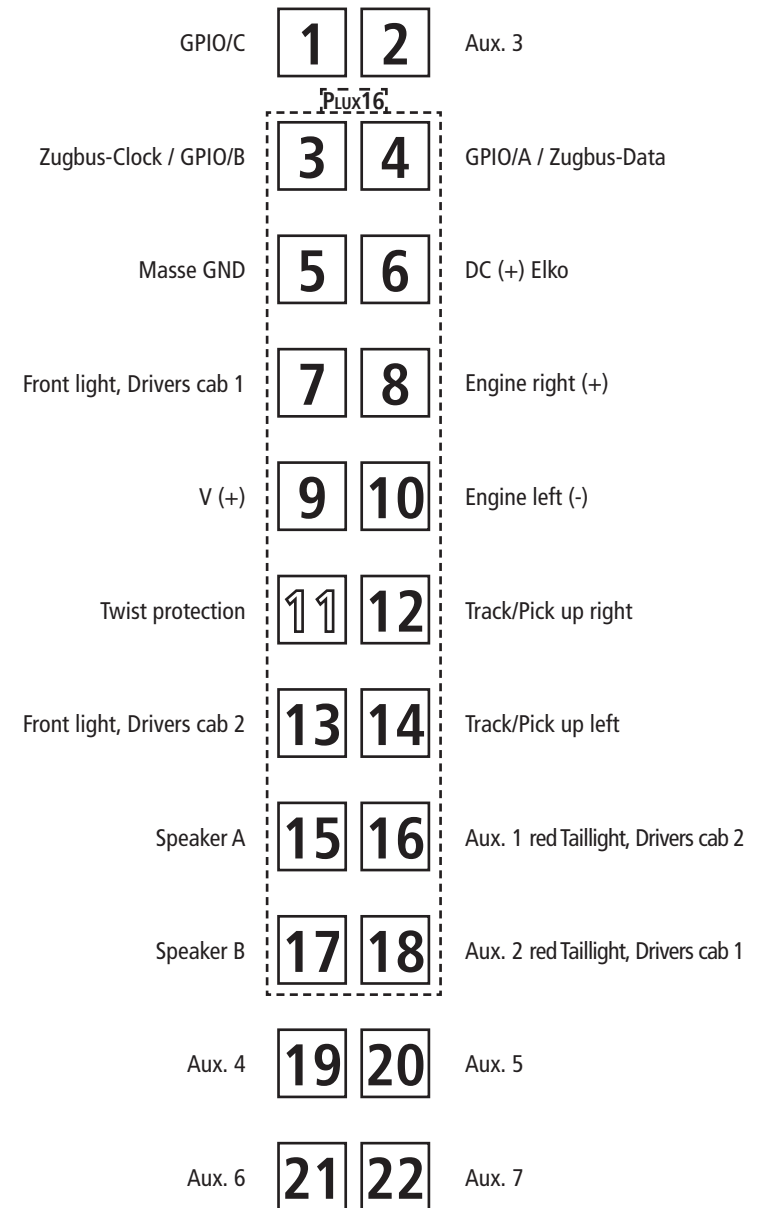 GPIO/C 1 2 Aux. 3
PLUX16
Zugbus-Clock / GPIO/B 3 4 GPIO/A / Zugbus-Data
Masse GND 5 6 DC (+) Elko
Front light, Drivers cab 1 7 8 Engine right (+)
V (+) 9 10 Engine left (-)
Twist protection 11 12 Track/Pick up right
Front light, Drivers cab 2 13 14 Track/Pick up left
Speaker A 15 16 Aux. 1 red Taillight, Drivers cab 2
Speaker B 17 18 Aux. 2 red Taillight, Drivers cab 1
Aux. 4 19 20 Aux. 5
Aux. 6 21 22 Aux. 7